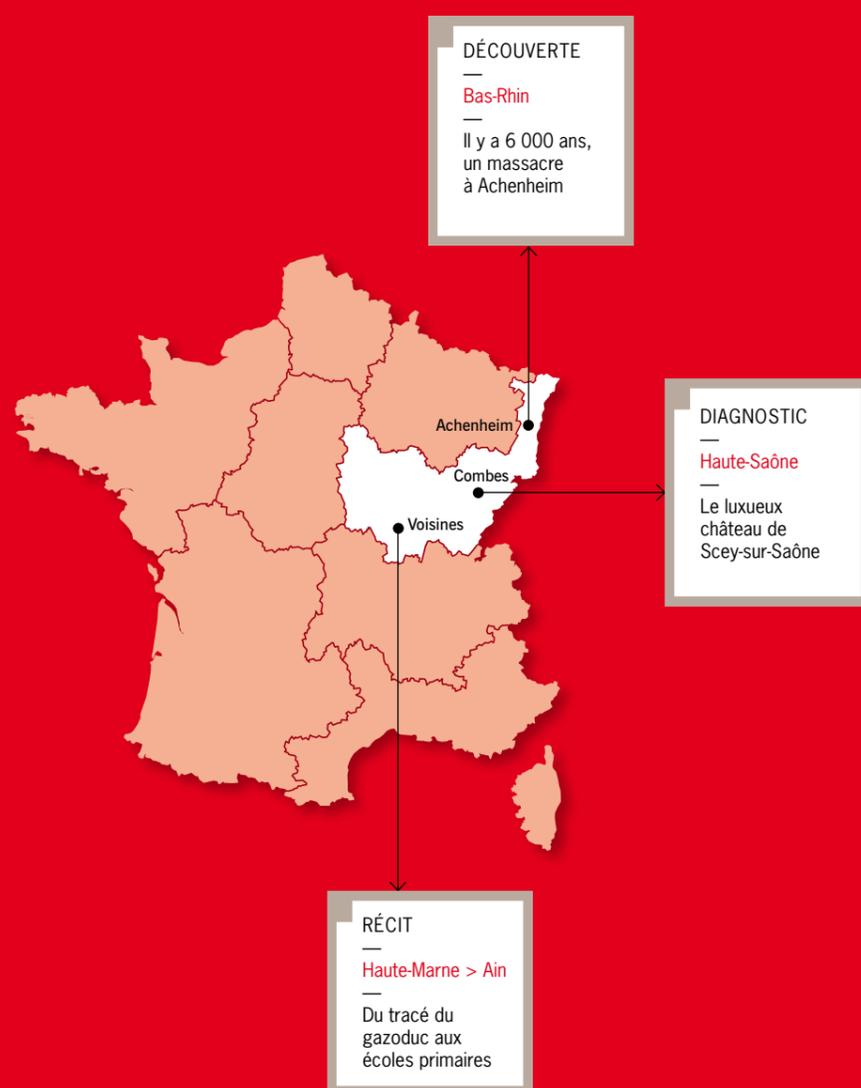 DÉCOUVERTE
—
Bas-Rhin
—
Il y a 6 000 ans,
un massacre
à Achenheim
Achenheim
Combes
Voisines
DIAGNOSTIC
—
Haute-Saône
—
Le luxueux
château de
Scey-sur-Saône
RÉCIT
—
Haute-Marne > Ain
—
Du tracé du
gazoduc aux
écoles primaires